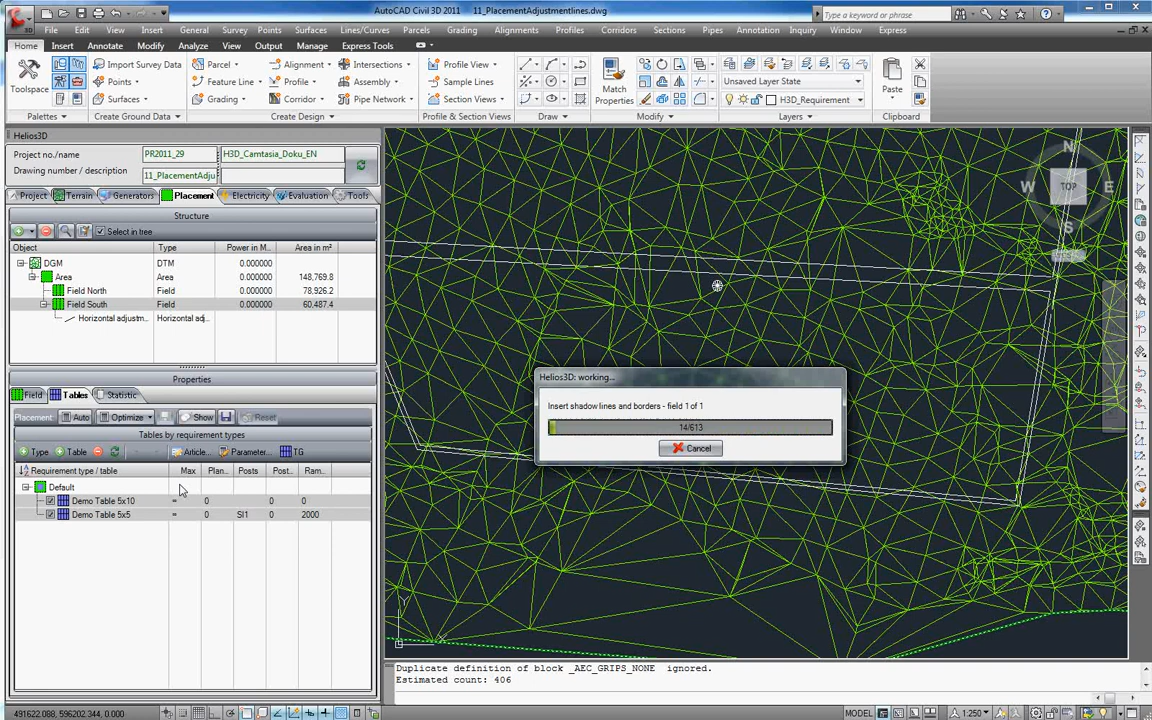 AutoCAD Civil 3D 2011 11_PlacementAdjustmentlines.dwg
Type a keyword or phrase
File Edit View Insert General Survey Points Surfaces Lines/Curves Parcels Grading Alignments Profiles Corridors Sections Pipes Annotation Inquiry Window Express
Home Insert Annotate Modify Analyze View Output Manage Express Tools
Toolspace
Import Survey Data
Points
Surfaces
Parcel
Feature Line
Grading
Alignment
Profile
Corridor
Intersections
Assembly
Pipe Network
Profile View
Sample Lines
Section Views
Match Properties
Unsaved Layer State
H3D_Requirement
Paste
Palettes Create Ground Data Create Design Profile & Section Views Draw Modify Layers Clipboard
Helios3D
Project no./name PR2011_29 H3D_Camtasia_Doku_EN
Drawing number / description 11_PlacementAdju
Project Terrain Generators Placement Electricity Evaluation Tools
Structure
Select in tree
Object Type Power in M... Area in m²
DGM DTM 0.000000
Area Area 0.000000 148,769.8
Field North Field 0.000000 78,926.2
Field South Field 0.000000 60,487.4
Horizontal adjustm... Horizontal adj...
Properties
Field Tables Statistic
Placement: Auto Optimize Show Reset
Tables by requirement types
Type Table Article... Parameter... TG
Requirement type / table Max Plan... Posts Post... Ram...
Default
Demo Table 5x10 = 0 0 0
Demo Table 5x5 = 0 SI1 0 2000
N
W TOP E
S
Helios3D: working...
Insert shadow lines and borders - field 1 of 1
14/613
Cancel
Y
X
Duplicate definition of block _AEC_GRIPS_NONE ignored.
Estimated count: 406
491622.088, 596202.344, 0.000
MODEL
1:250